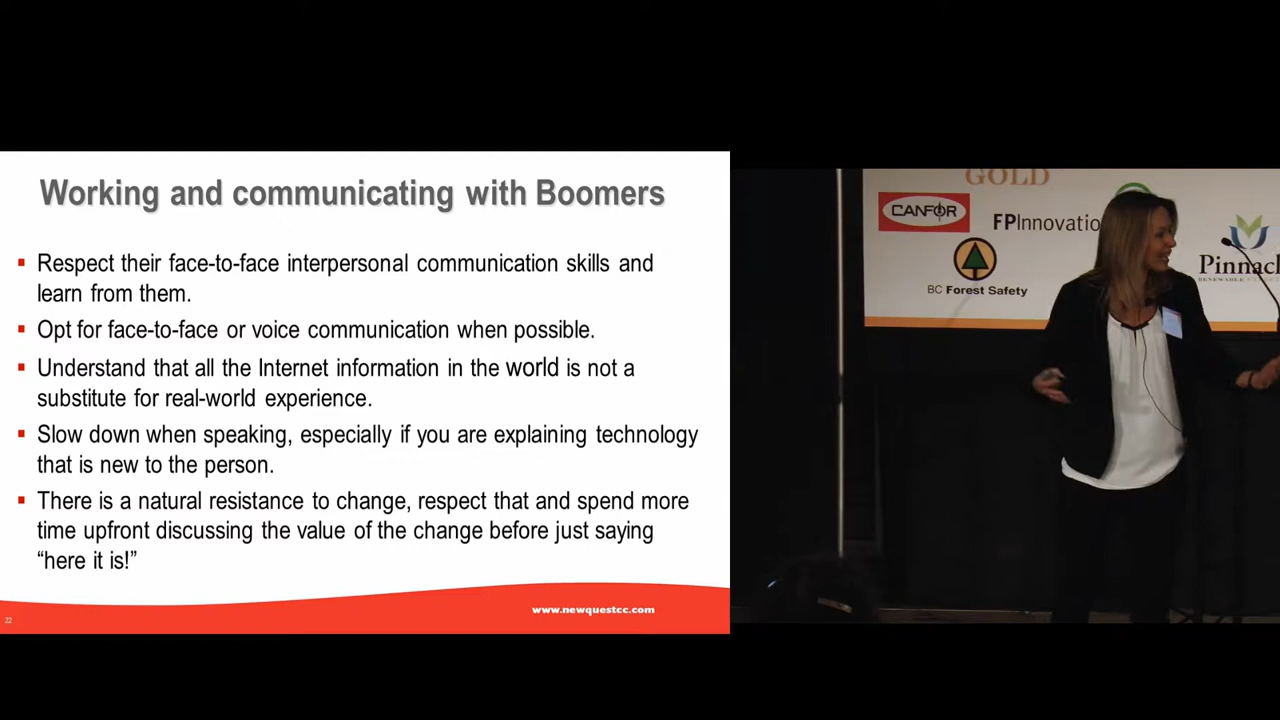 Working and communicating with Boomers
Respect their face-to-face interpersonal communication skills and
learn from them.
Opt for face-to-face or voice communication when possible.
Understand that all the Internet information in the world is not a
substitute for real-world experience.
Slow down when speaking, especially if you are explaining technology
that is new to the person.
There is a natural resistance to change, respect that and spend more
time upfront discussing the value of the change before just saying
“here it is!”
www.newquestcc.com
22
GOLD
CANFOR
FPInnovatio
BC Forest Safety
Pinnacl